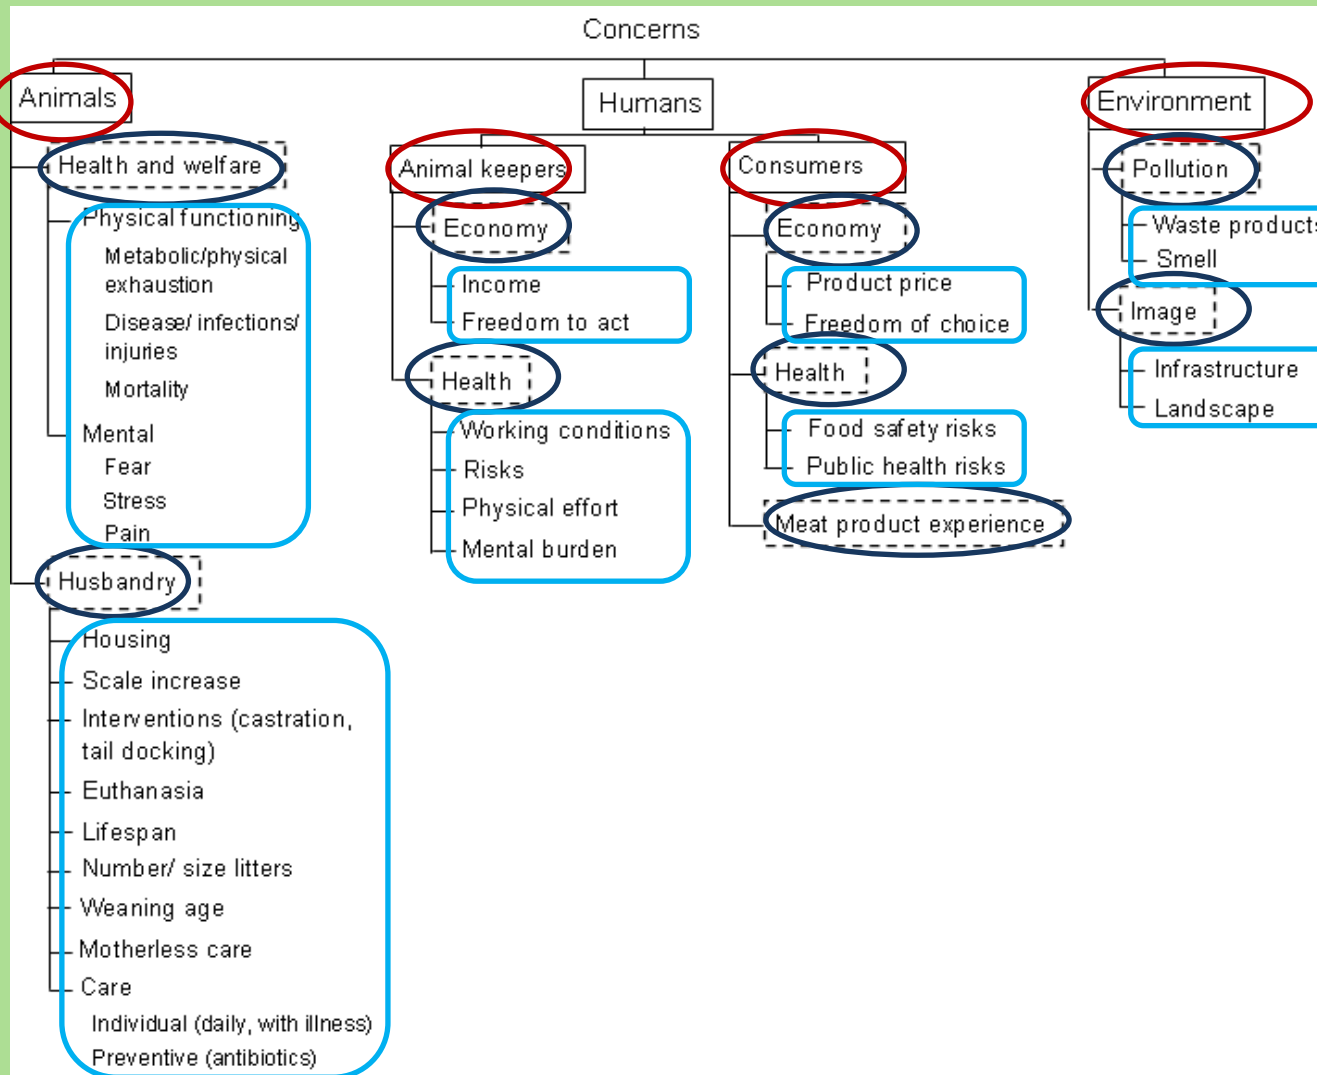 Concerns
Animals
Health and welfare
Physical functioning
Metabolic/physical
exhaustion
Disease/ infections/
injuries
Mortality
Mental
Fear
Stress
Pain
Husbandry
Housing
Scale increase
Interventions (castration,
tail docking)
Euthanasia
Lifespan
Number/ size litters
Weaning age
Motherless care
Care
Individual (daily, with illness)
Preventive (antibiotics)
Humans
Animal keepers
Economy
Income
Freedom to act
Health
Working conditions
Risks
Physical effort
Mental burden
Consumers
Economy
Product price
Freedom of choice
Health
Food safety risks
Public health risks
Meat product experience
Environment
Pollution
Waste products
Smell
Image
Infrastructure
Landscape